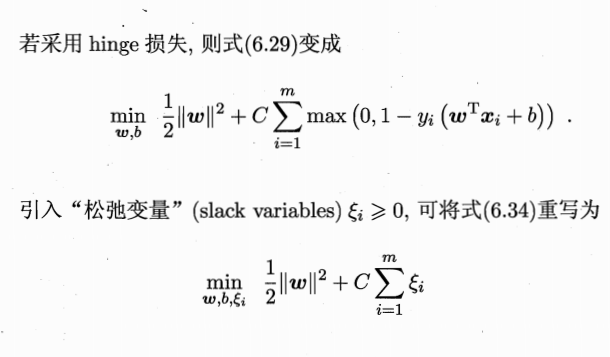 若采用 hinge 损失, 则式(6.29)变成
$$\min_{\boldsymbol{w},b} \ \frac{1}{2}\|\boldsymbol{w}\|^2 + C\sum_{i=1}^{m} \max\left(0, 1 - y_i\left(\boldsymbol{w}^{\mathrm{T}}\boldsymbol{x}_i + b\right)\right) \ .$$
引入“松弛变量” (slack variables) $\xi_i \geqslant 0$, 可将式(6.34)重写为
$$\min_{\boldsymbol{w},b,\xi_i} \ \frac{1}{2}\|\boldsymbol{w}\|^2 + C\sum_{i=1}^{m} \xi_i$$